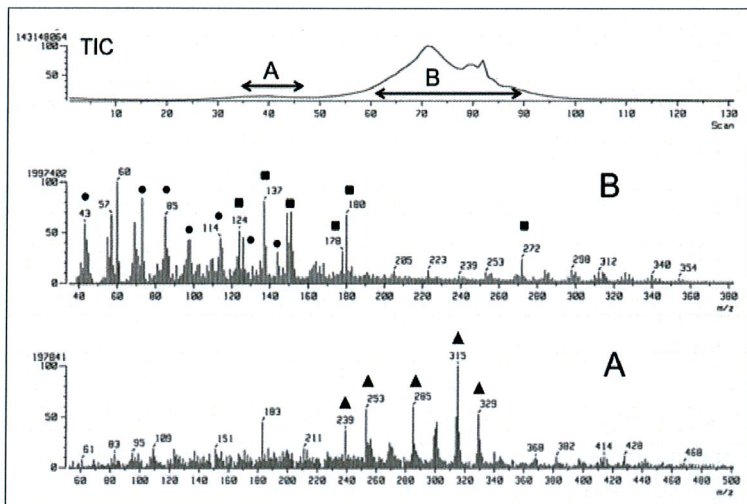 143148064
TIC
100
50
A
B
10 20 30 40 50 60 70 80 90 100 110 120 130
Scan
1997402
100
50
0
43 57 60 85 114 124 137 178 180 205 223 239 253 272 298 312 340 354
B
40 60 80 100 120 140 160 180 200 220 240 260 280 300 320 340 360 380
m/z
197841
100
50
0
61 83 95 109 151 183 211 239 253 285 315 329 368 382 414 428 468
A
60 80 100 120 140 160 180 200 220 240 260 280 300 320 340 360 380 400 420 440 460 480 500
m/z